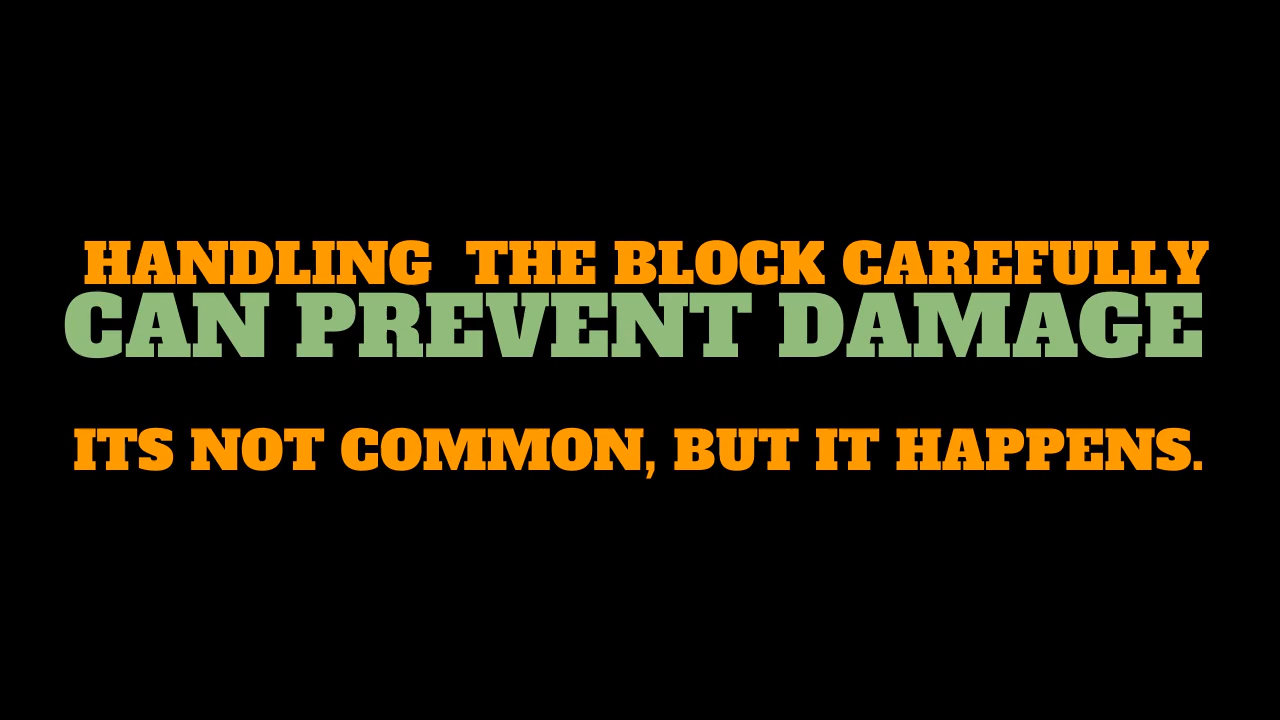 HANDLING  THE BLOCK CAREFULLY
CAN PREVENT DAMAGE
ITS NOT COMMON, BUT IT HAPPENS.